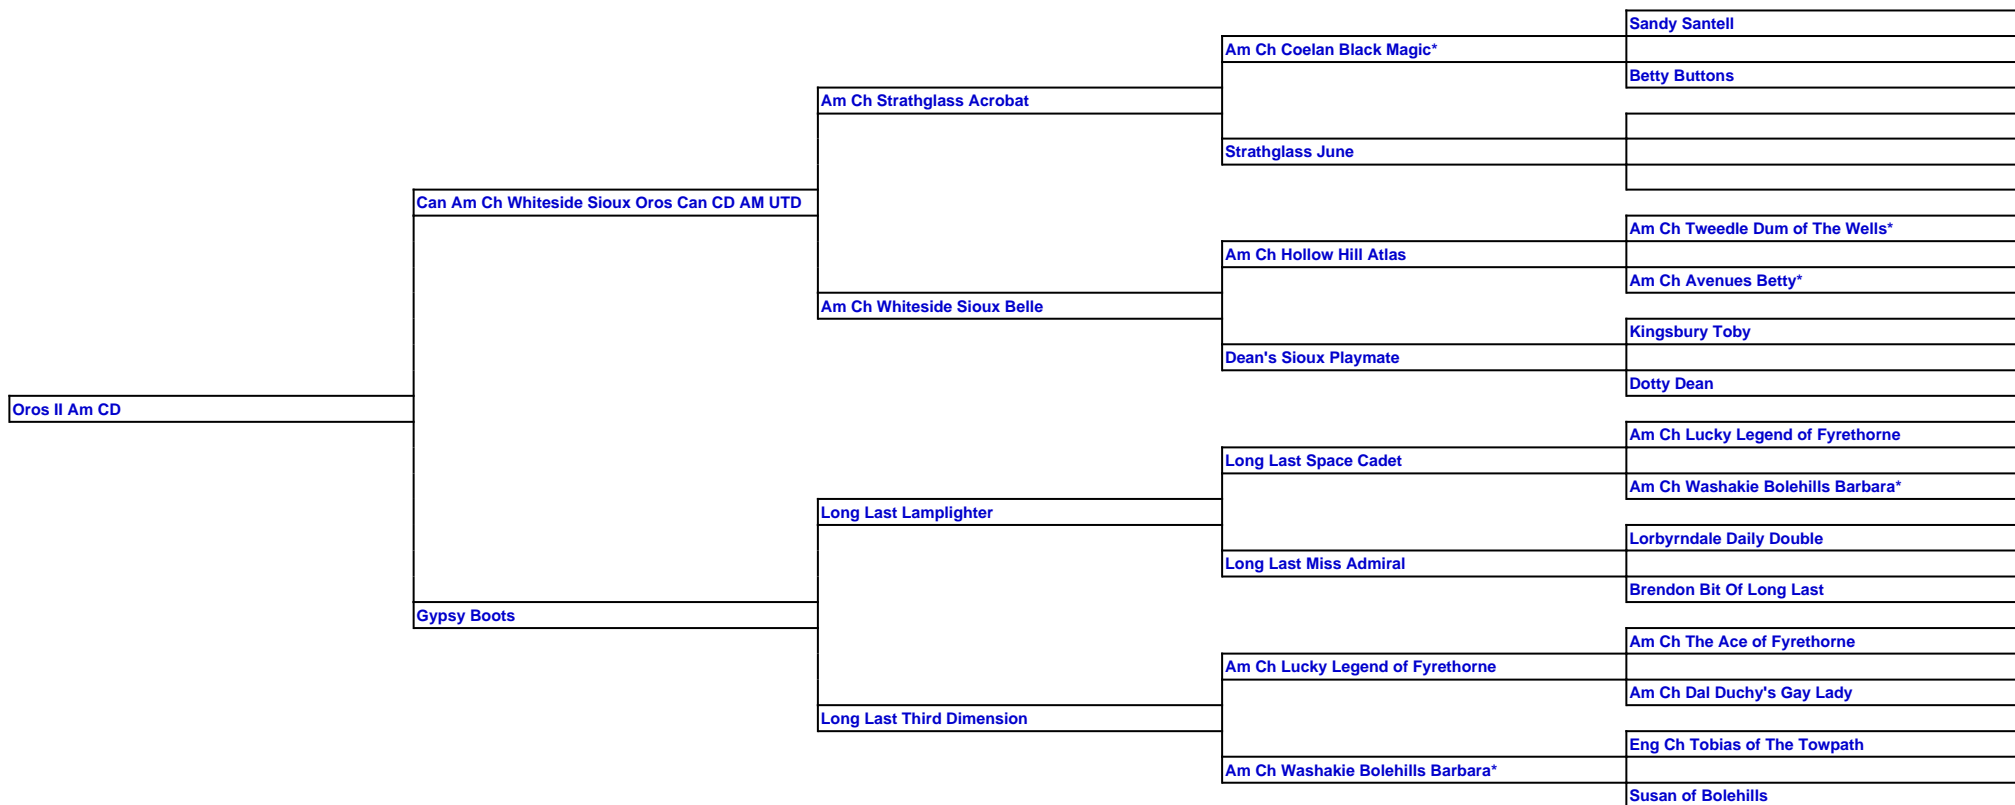 Sandy Santell
Am Ch Coelan Black Magic*
Betty Buttons
Am Ch Strathglass Acrobat
Strathglass June
Can Am Ch Whiteside Sioux Oros Can CD AM UTD
Am Ch Tweedle Dum of The Wells*
Am Ch Hollow Hill Atlas
Am Ch Avenues Betty*
Am Ch Whiteside Sioux Belle
Kingsbury Toby
Dean's Sioux Playmate
Dotty Dean
Oros II Am CD
Am Ch Lucky Legend of Fyrethorne
Long Last Space Cadet
Am Ch Washakie Bolehills Barbara*
Long Last Lamplighter
Lorbyrndale Daily Double
Long Last Miss Admiral
Brendon Bit Of Long Last
Gypsy Boots
Am Ch The Ace of Fyrethorne
Am Ch Lucky Legend of Fyrethorne
Am Ch Dal Duchy's Gay Lady
Long Last Third Dimension
Eng Ch Tobias of The Towpath
Am Ch Washakie Bolehills Barbara*
Susan of Bolehills